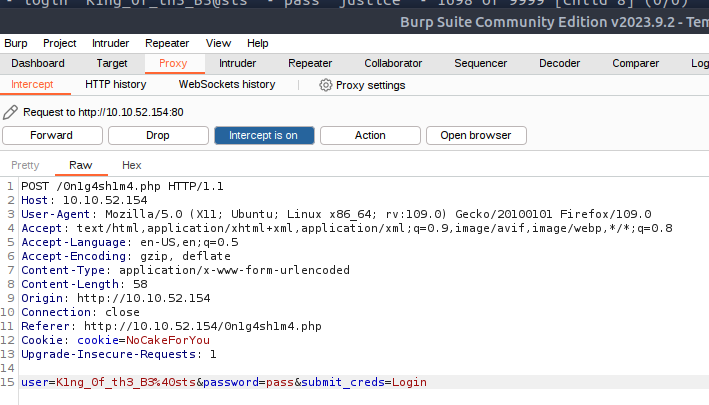 login "K1ng_0f_th3_B3@sts" - pass "justice" - 1098 of 9999 [child 8] (0/0)
Burp Suite Community Edition v2023.9.2 - Tem
Burp Project Intruder Repeater View Help
Dashboard Target Proxy Intruder Repeater Collaborator Sequencer Decoder Comparer Log
Intercept HTTP history WebSockets history Proxy settings
Request to http://10.10.52.154:80
Forward Drop Intercept is on Action Open browser
Pretty Raw Hex
1 POST /0n1g4sh1m4.php HTTP/1.1
2 Host: 10.10.52.154
3 User-Agent: Mozilla/5.0 (X11; Ubuntu; Linux x86_64; rv:109.0) Gecko/20100101 Firefox/109.0
4 Accept: text/html,application/xhtml+xml,application/xml;q=0.9,image/avif,image/webp,*/*;q=0.8
5 Accept-Language: en-US,en;q=0.5
6 Accept-Encoding: gzip, deflate
7 Content-Type: application/x-www-form-urlencoded
8 Content-Length: 58
9 Origin: http://10.10.52.154
10 Connection: close
11 Referer: http://10.10.52.154/0n1g4sh1m4.php
12 Cookie: cookie=NoCakeForYou
13 Upgrade-Insecure-Requests: 1
14
15 user=K1ng_0f_th3_B3%40sts&password=pass&submit_creds=Login